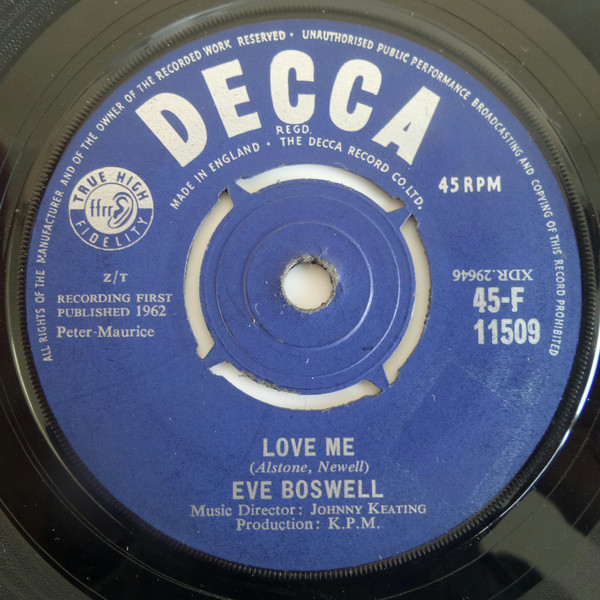 ALL RIGHTS OF THE MANUFACTURER AND OF THE OWNER OF THE RECORDED WORK RESERVED • UNAUTHORISED PUBLIC PERFORMANCE BROADCASTING AND COPYING OF THIS RECORD PROHIBITED
DECCA
REGD.
MADE IN ENGLAND • THE DECCA RECORD CO. LTD.
45 RPM
TRUE HIGH
ffrr
FIDELITY
Z/T
RECORDING FIRST
PUBLISHED 1962
Peter-Maurice
XDR.29646
45-F
11509
LOVE ME
(Alstone, Newell)
EVE BOSWELL
Music Director: JOHNNY KEATING
Production: K.P.M.